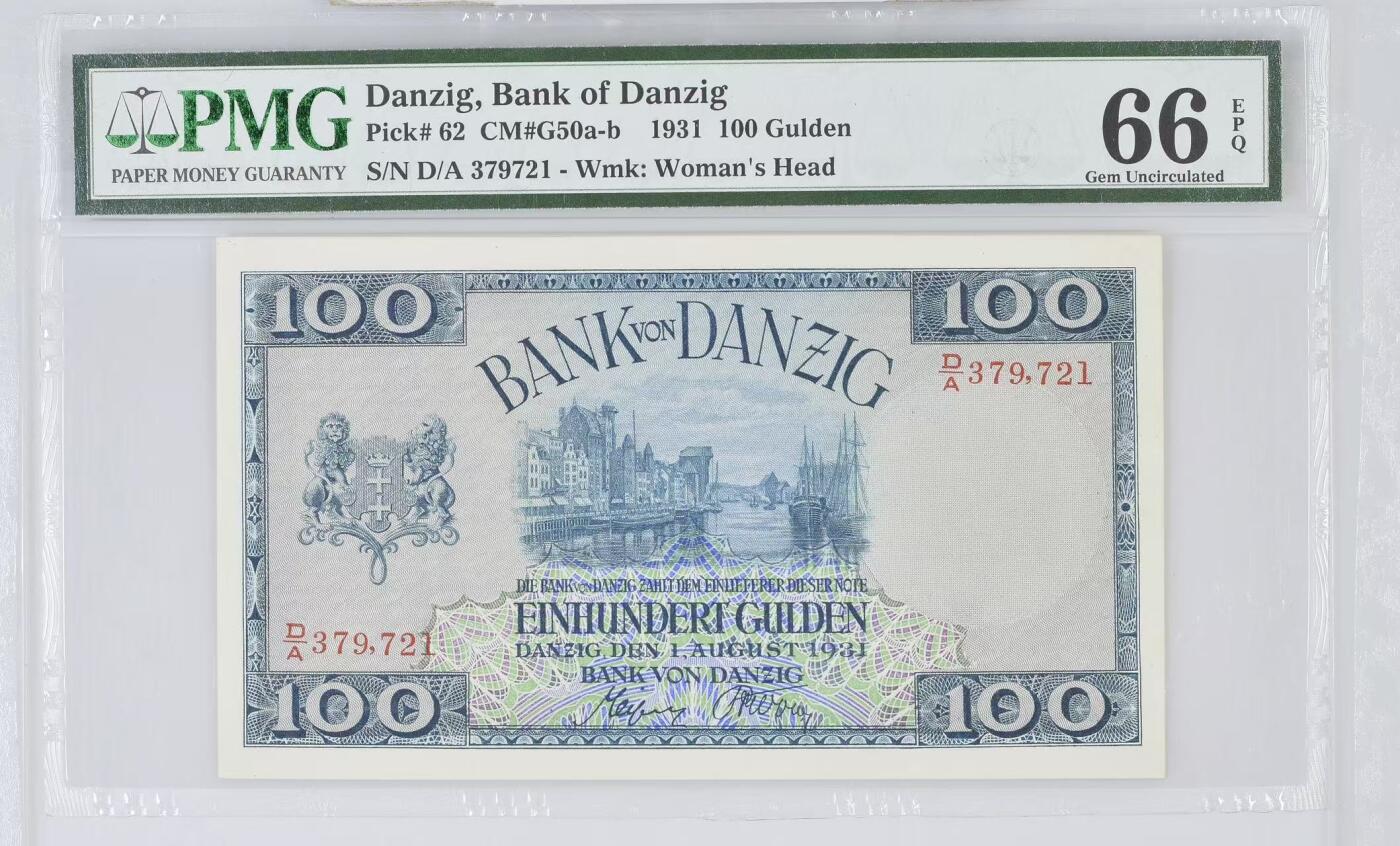 PMG
PAPER MONEY GUARANTY
Danzig, Bank of Danzig
Pick# 62 CM#G50a-b 1931 100 Gulden
S/N D/A 379721 - Wmk: Woman's Head
66
EPQ
Gem Uncirculated
100
100
BANK VON DANZIG
D/A 379,721
DIE BANK VON DANZIG ZAHLT DEM EINLIEFERER DIESER NOTE
EINHUNDERT GULDEN
D/A 379,721
DANZIG, DEN 1. AUGUST 1931
BANK VON DANZIG
100
100